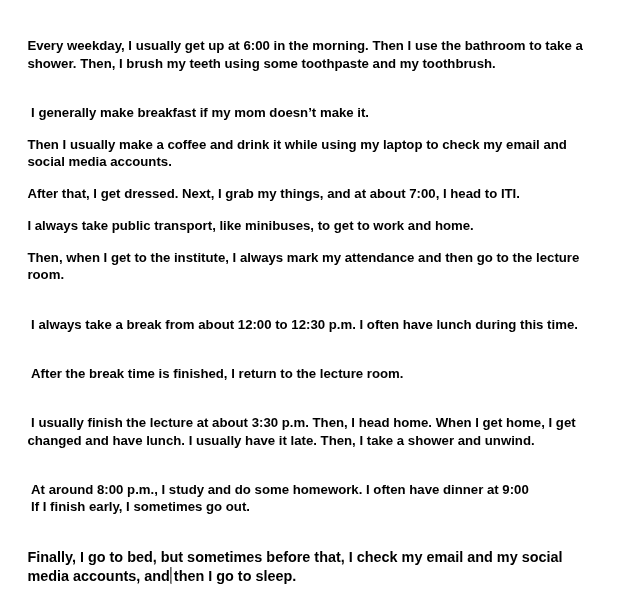 Every weekday, I usually get up at 6:00 in the morning. Then I use the bathroom to take a
shower. Then, I brush my teeth using some toothpaste and my toothbrush.
I generally make breakfast if my mom doesn’t make it.
Then I usually make a coffee and drink it while using my laptop to check my email and
social media accounts.
After that, I get dressed. Next, I grab my things, and at about 7:00, I head to ITI.
I always take public transport, like minibuses, to get to work and home.
Then, when I get to the institute, I always mark my attendance and then go to the lecture
room.
I always take a break from about 12:00 to 12:30 p.m. I often have lunch during this time.
After the break time is finished, I return to the lecture room.
I usually finish the lecture at about 3:30 p.m. Then, I head home. When I get home, I get
changed and have lunch. I usually have it late. Then, I take a shower and unwind.
At around 8:00 p.m., I study and do some homework. I often have dinner at 9:00
If I finish early, I sometimes go out.
Finally, I go to bed, but sometimes before that, I check my email and my social
media accounts, and then I go to sleep.